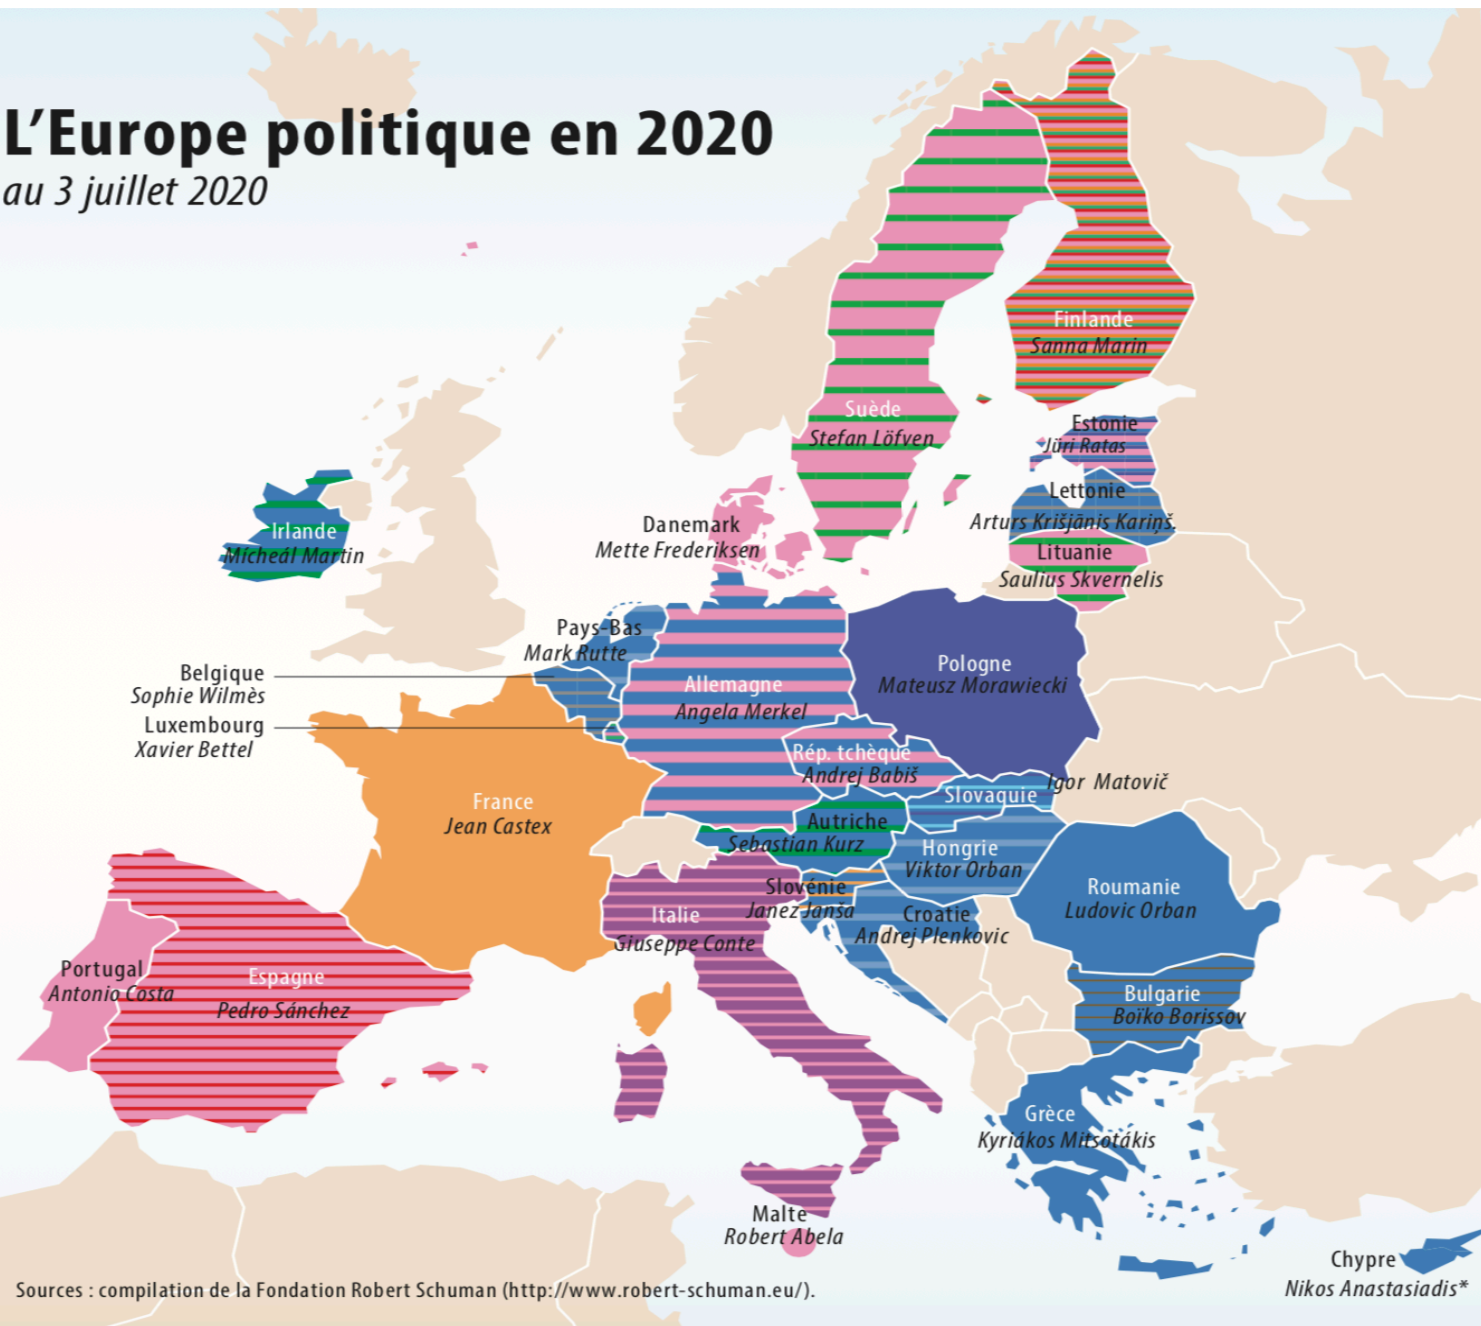 L’Europe politique en 2020
au 3 juillet 2020
Finlande
Sanna Marin
Suède
Stefan Löfven
Estonie
Jüri Ratas
Lettonie
Arturs Krišjānis Kariņš.
Irlande
Mícheál Martin
Danemark
Mette Frederiksen
Lituanie
Saulius Skvernelis
Pays-Bas
Mark Rutte
Belgique
Sophie Wilmès
Luxembourg
Xavier Bettel
Allemagne
Angela Merkel
Pologne
Mateusz Morawiecki
Rép. tchèque
Andrej Babiš
Igor Matovič
Slovaquie
France
Jean Castex
Autriche
Sebastian Kurz
Hongrie
Viktor Orban
Slovénie
Janez Janša
Roumanie
Ludovic Orban
Italie
Giuseppe Conte
Croatie
Andrej Plenkovic
Portugal
Antonio Costa
Espagne
Pedro Sánchez
Bulgarie
Boïko Borissov
Grèce
Kyriákos Mitsotákis
Malte
Robert Abela
Chypre
Nikos Anastasiadis*
Sources : compilation de la Fondation Robert Schuman (http://www.robert-schuman.eu/).